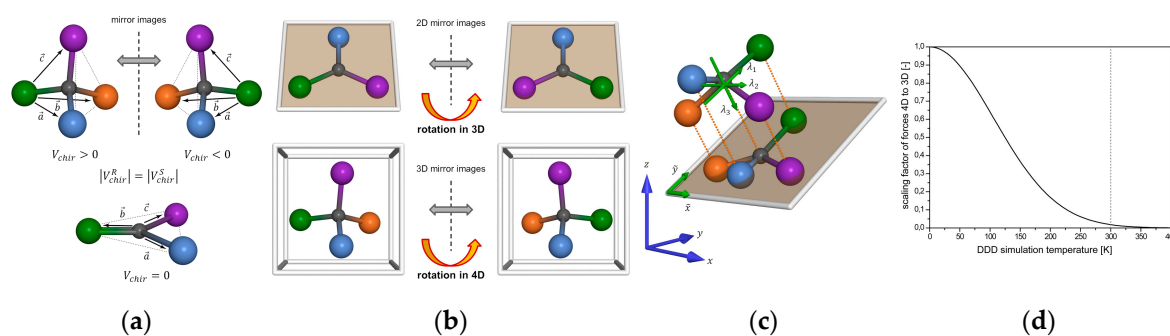 mirror images
c⃗
b⃗
a⃗
c⃗
b⃗
a⃗
V_chir > 0
V_chir < 0
|V^R_chir| = |V^S_chir|
b⃗
c⃗
a⃗
V_chir = 0
(a)
2D mirror images
rotation in 3D
3D mirror images
rotation in 4D
(b)
λ₁
λ₂
λ₃
ỹ
x̃
z
y
x
(c)
scaling factor of forces 4D to 3D [-]
1,0
0,9
0,8
0,7
0,6
0,5
0,4
0,3
0,2
0,1
0,0
0 50 100 150 200 250 300 350
DDD simulation temperature [K]
(d)